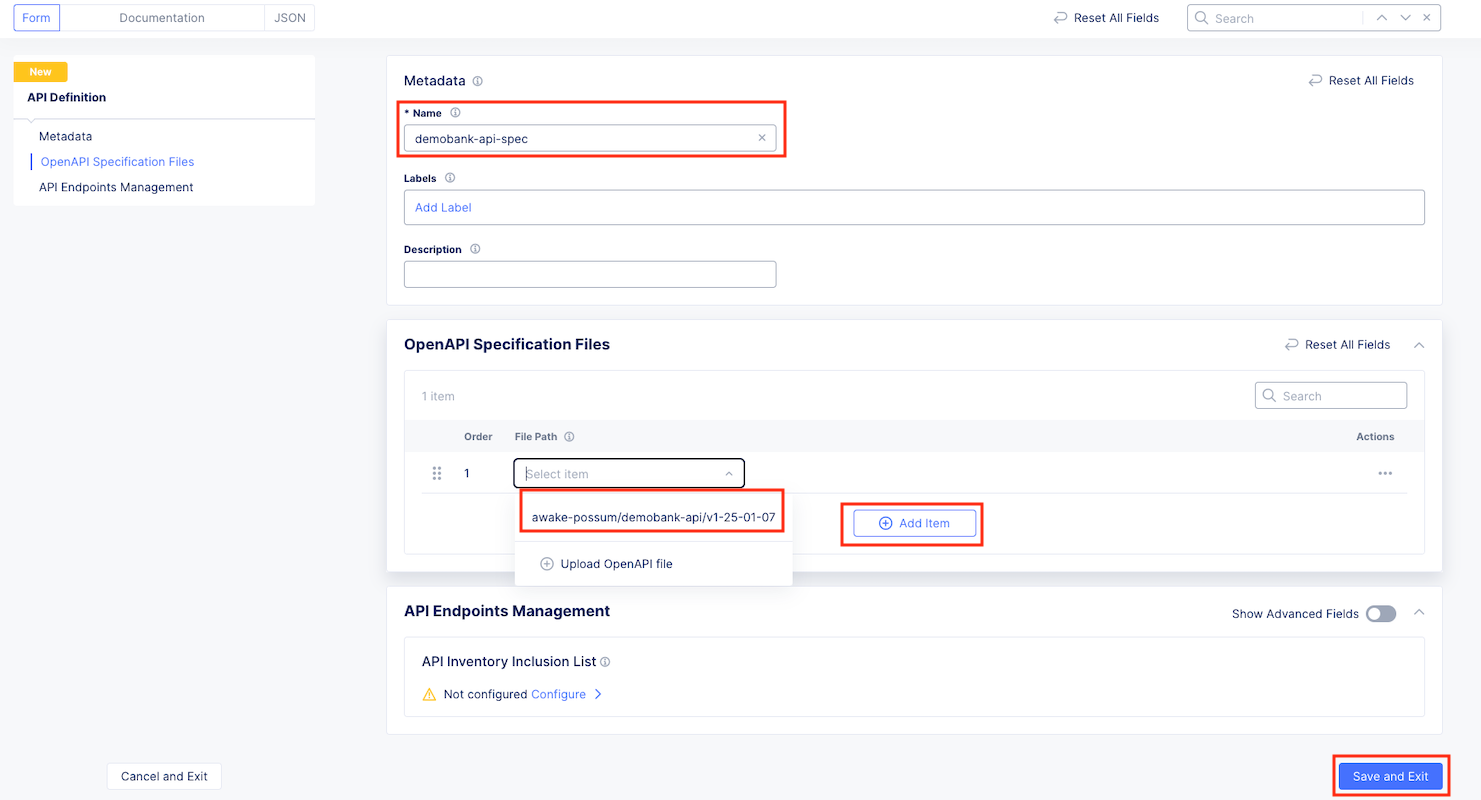 Form Documentation JSON Reset All Fields Search
New
API Definition
Metadata
OpenAPI Specification Files
API Endpoints Management
Metadata Reset All Fields
* Name
demobank-api-spec
Labels
Add Label
Description
OpenAPI Specification Files Reset All Fields
1 item Search
Order File Path Actions
1 Select item
awake-possum/demobank-api/v1-25-01-07
Add Item
Upload OpenAPI file
API Endpoints Management Show Advanced Fields
API Inventory Inclusion List
Not configured Configure
Cancel and Exit Save and Exit